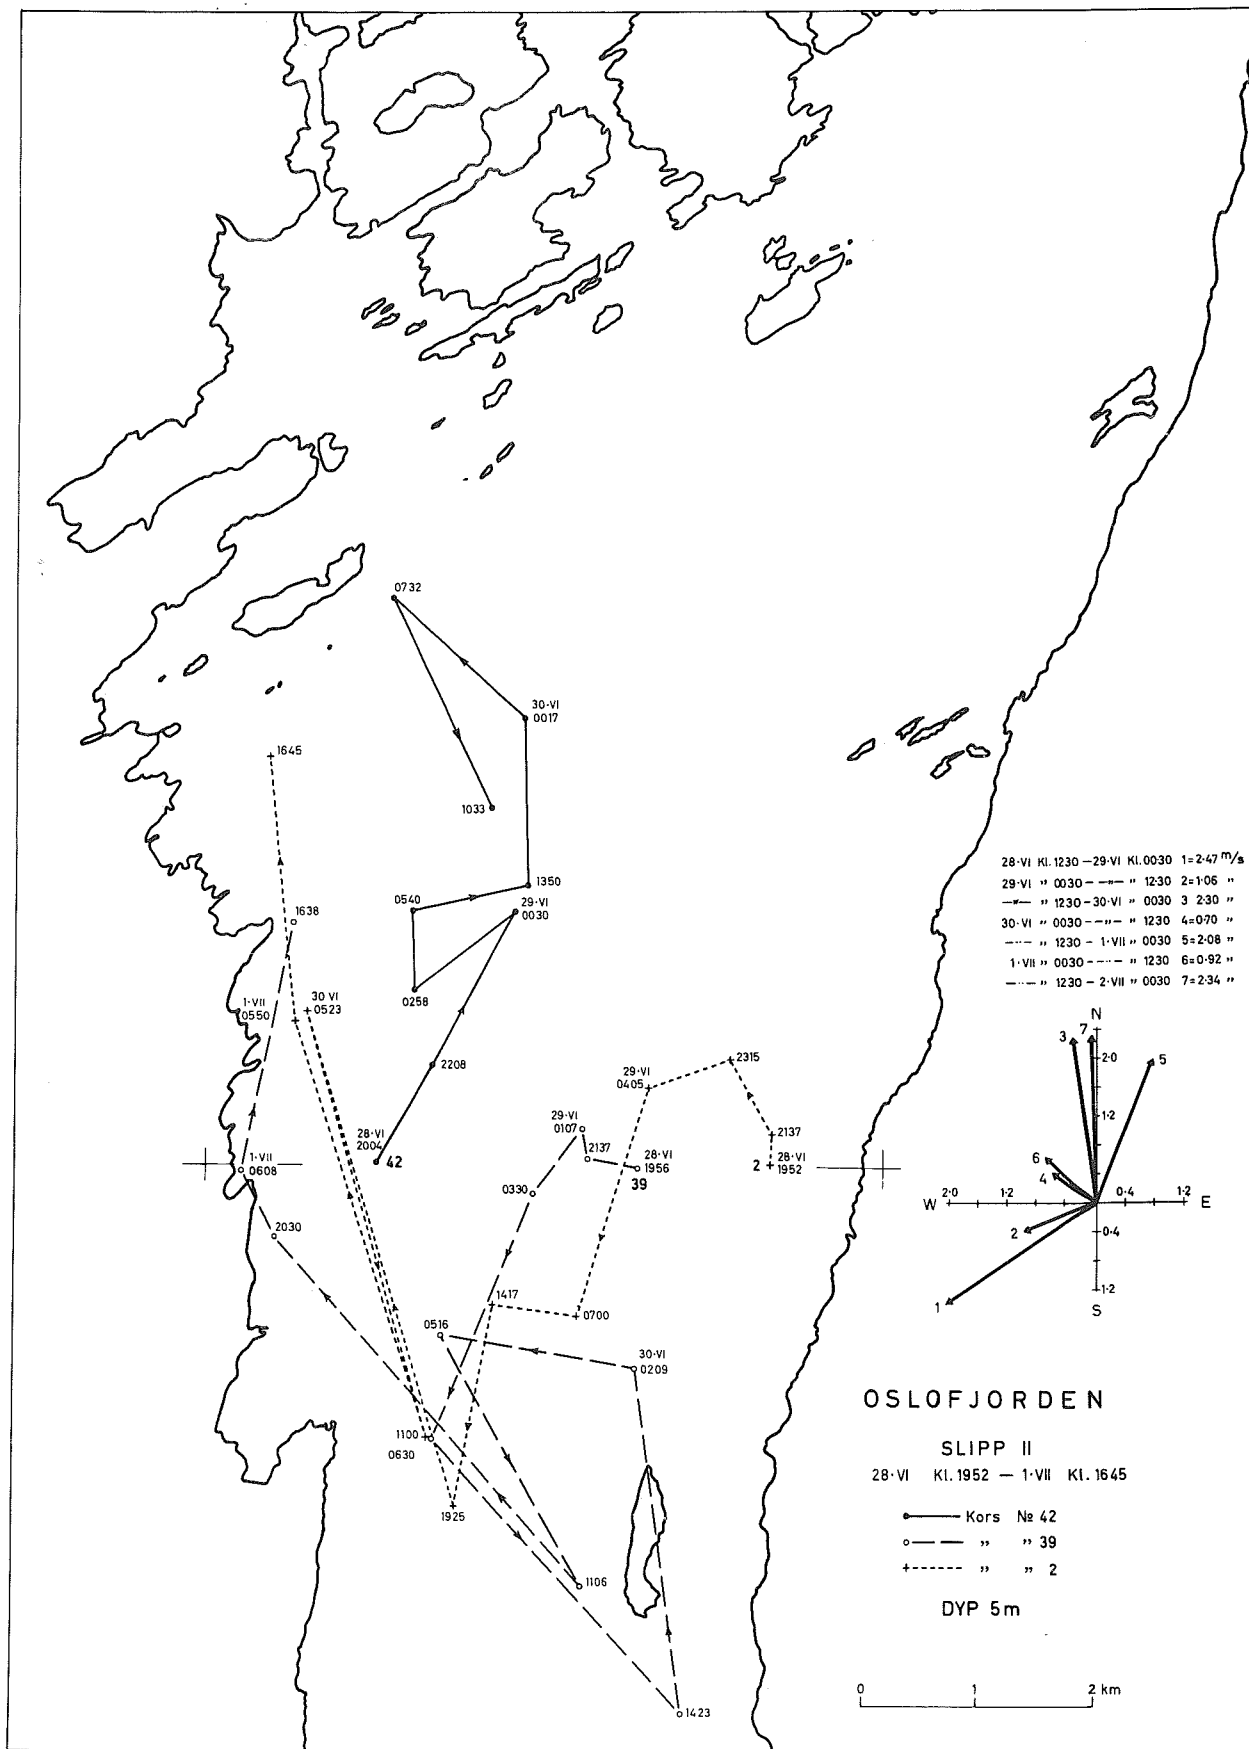 0732
30·VI
0017
1645
1033
1350
0540
29·VI
0030
1638
0258
1·VII
0550
30 VI
0523
2208
2315
29·VI
0405
29·VI
0107
2137
28·VI
2004
42
2137
28·VI
1956
39
2
28·VI
1952
1·VII
0608
0330
2030
1417
0700
0516
30·VI
0209
1100
0630
1925
1106
1423
28·VI Kl. 1230 — 29·VI Kl. 0030 1=2·47 m/s
29·VI " 0030 — –"– " 12·30 2=1·06 "
–"– " 1230 – 30·VI " 0030 3 2·30 "
30·VI " 0030 — –"– " 1230 4=0·70 "
–"– " 1230 – 1·VII " 0030 5=2·08 "
1·VII " 0030 – –"– " 1230 6=0·92 "
–"– " 1230 – 2·VII " 0030 7=2·34 "
N
7
3
2·0
5
1·2
6
4
W
2·0
1·2
0·4
1·2
E
2
0·4
1
1·2
S
OSLOFJORDEN
SLIPP II
28·VI Kl. 1952 — 1·VII Kl. 1645
Kors № 42
" " 39
" " 2
DYP 5m
0 1 2 km